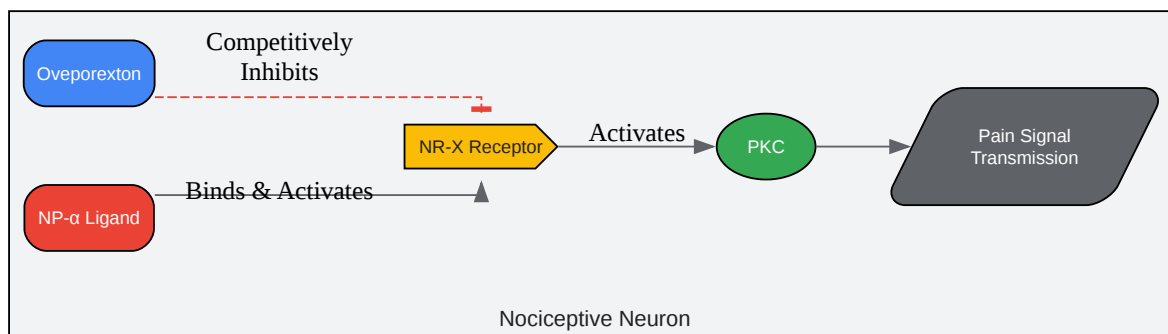 Competitively
Inhibits
Oveporexton
NR-X Receptor
Activates
PKC
Pain Signal
Transmission
Binds & Activates
NP-α Ligand
Nociceptive Neuron